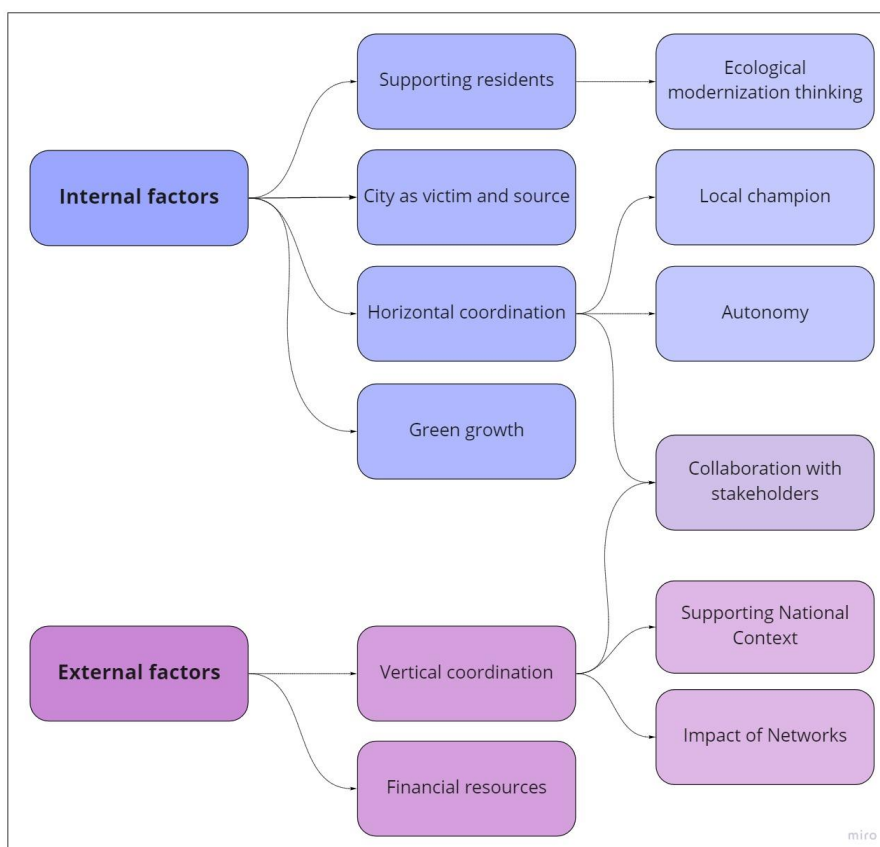 Supporting residents
Ecological
modernization thinking
Internal factors
City as victim and source
Local champion
Horizontal coordination
Autonomy
Green growth
Collaboration with
stakeholders
Supporting National
Context
External factors
Vertical coordination
Impact of Networks
Financial resources
miro